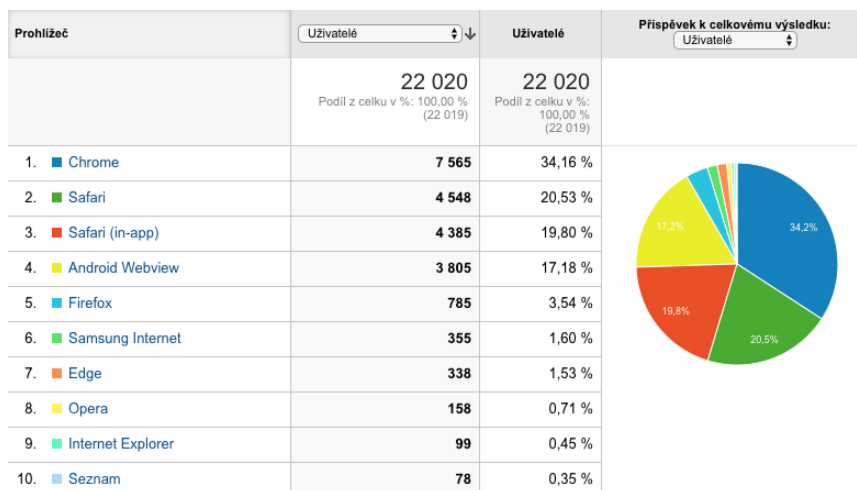 Prohlížeč Uživatelé Uživatelé Příspěvek k celkovému výsledku:
Uživatelé
22 020 22 020
Podíl z celku v %: 100,00 % Podíl z celku v %:
(22 019) 100,00 %
(22 019)
1. Chrome 7 565 34,16 %
2. Safari 4 548 20,53 %
3. Safari (in-app) 4 385 19,80 %
4. Android Webview 3 805 17,18 %
5. Firefox 785 3,54 %
6. Samsung Internet 355 1,60 %
7. Edge 338 1,53 %
8. Opera 158 0,71 %
9. Internet Explorer 99 0,45 %
10. Seznam 78 0,35 %
17,2%
34,2%
19,8%
20,5%